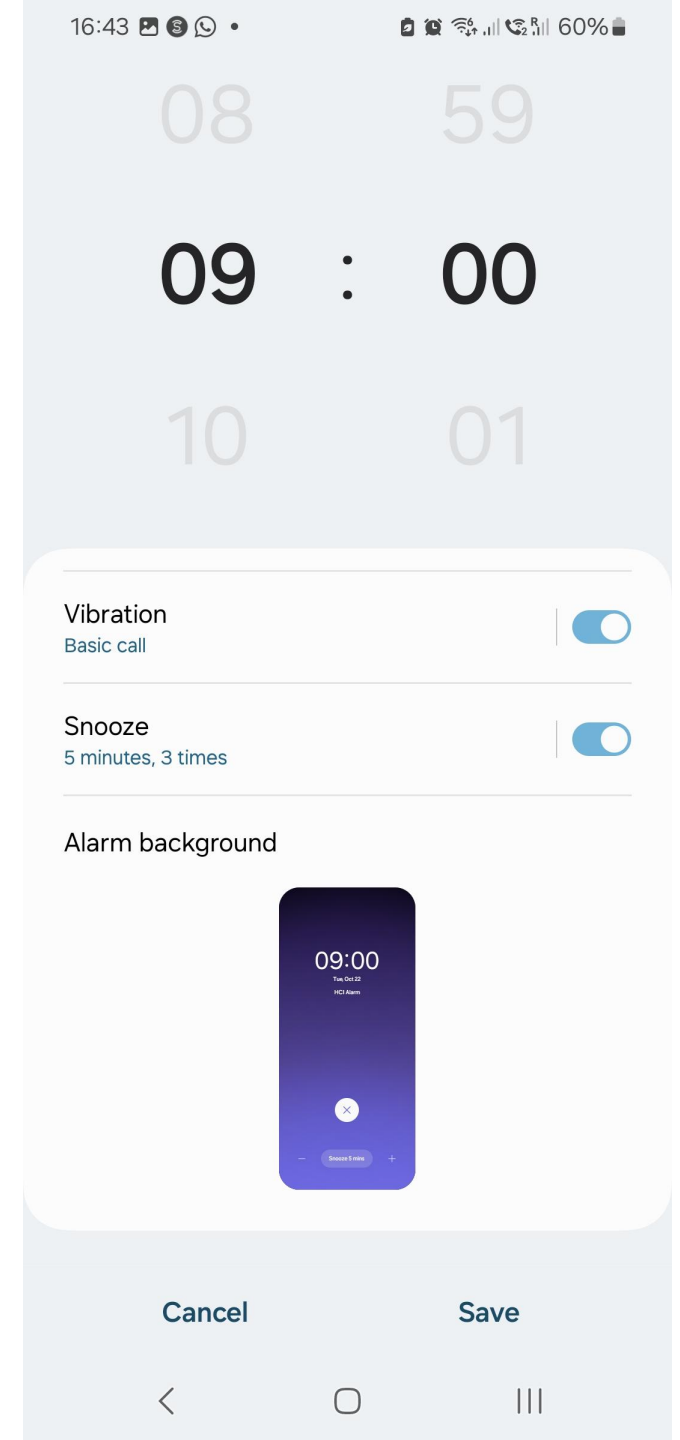 16:43 60%
08 59
09 : 00
10 01
Vibration
Basic call
Snooze
5 minutes, 3 times
Alarm background
09:00
Tue, Oct 22
HCI Alarm
Snooze 5 mins
Cancel Save